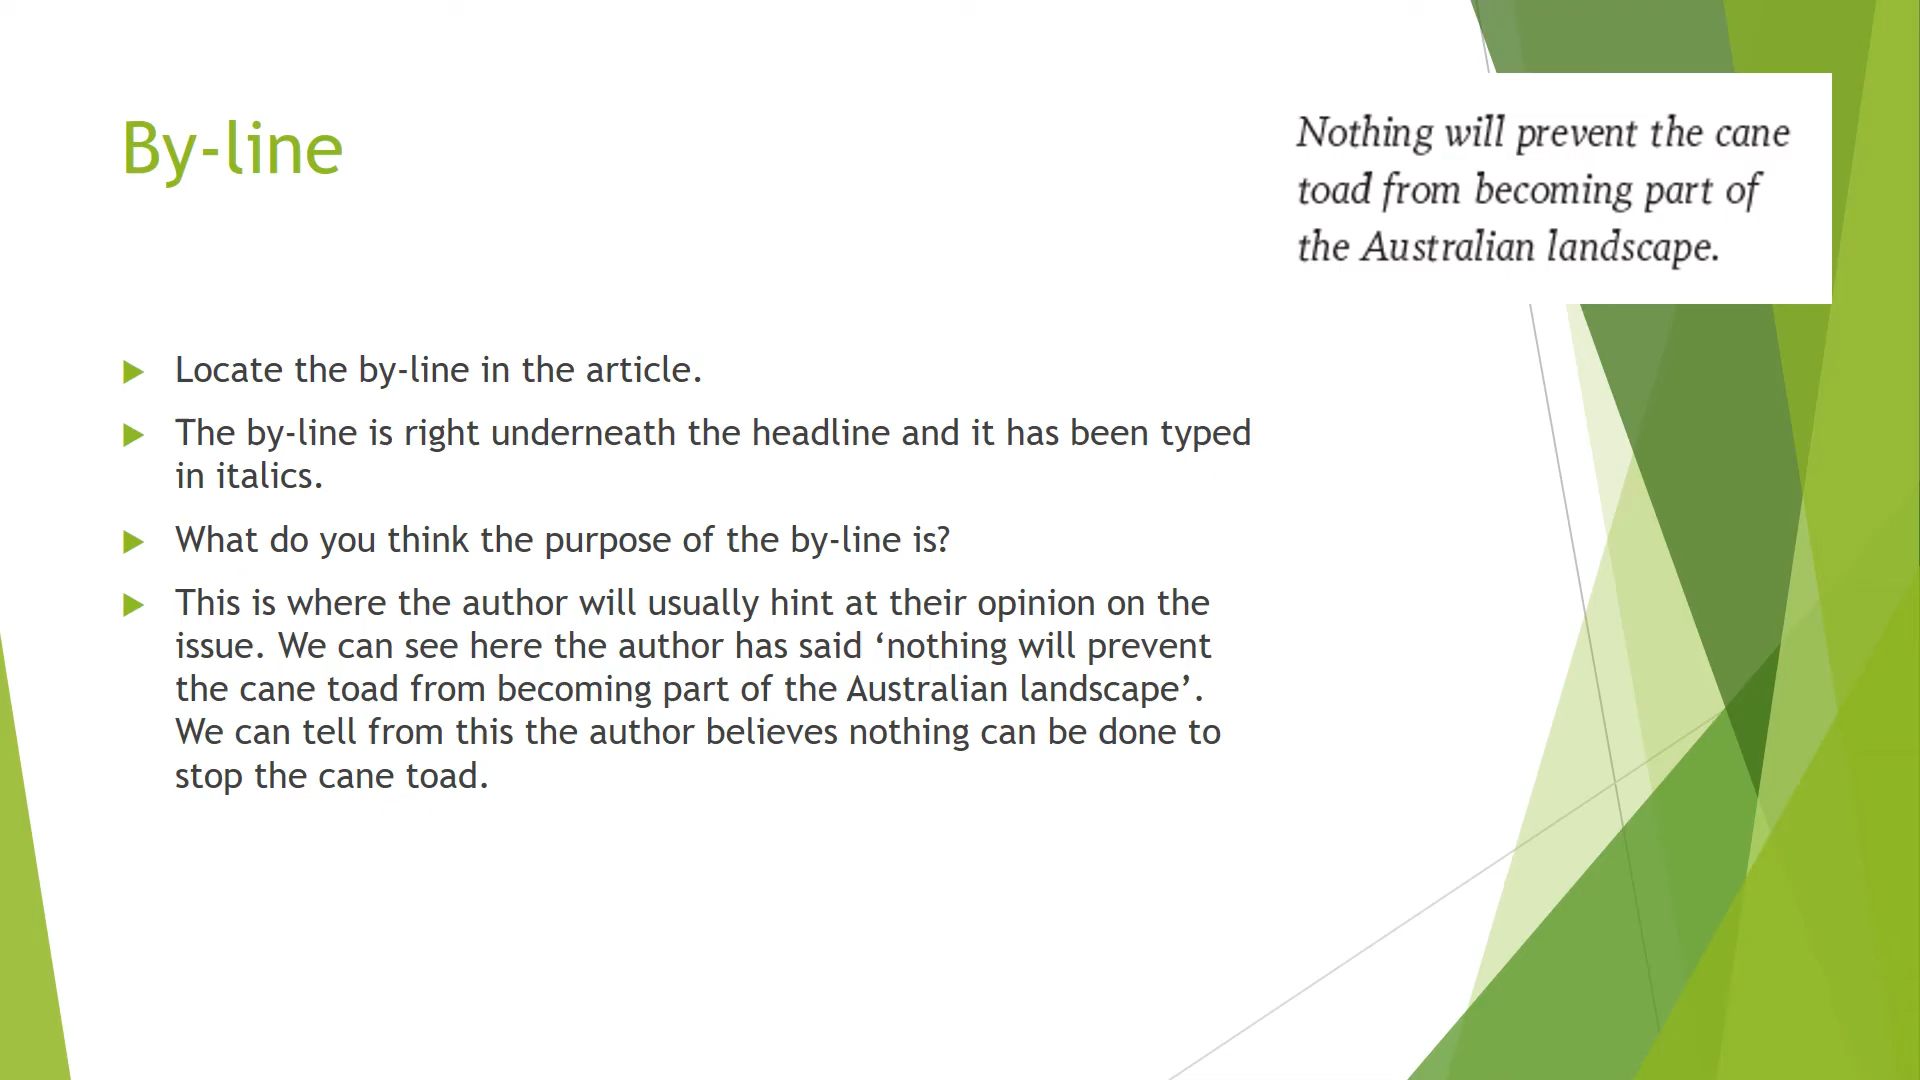 By-line
Nothing will prevent the cane
toad from becoming part of
the Australian landscape.
Locate the by-line in the article.
The by-line is right underneath the headline and it has been typed
in italics.
What do you think the purpose of the by-line is?
This is where the author will usually hint at their opinion on the
issue. We can see here the author has said ‘nothing will prevent
the cane toad from becoming part of the Australian landscape’.
We can tell from this the author believes nothing can be done to
stop the cane toad.